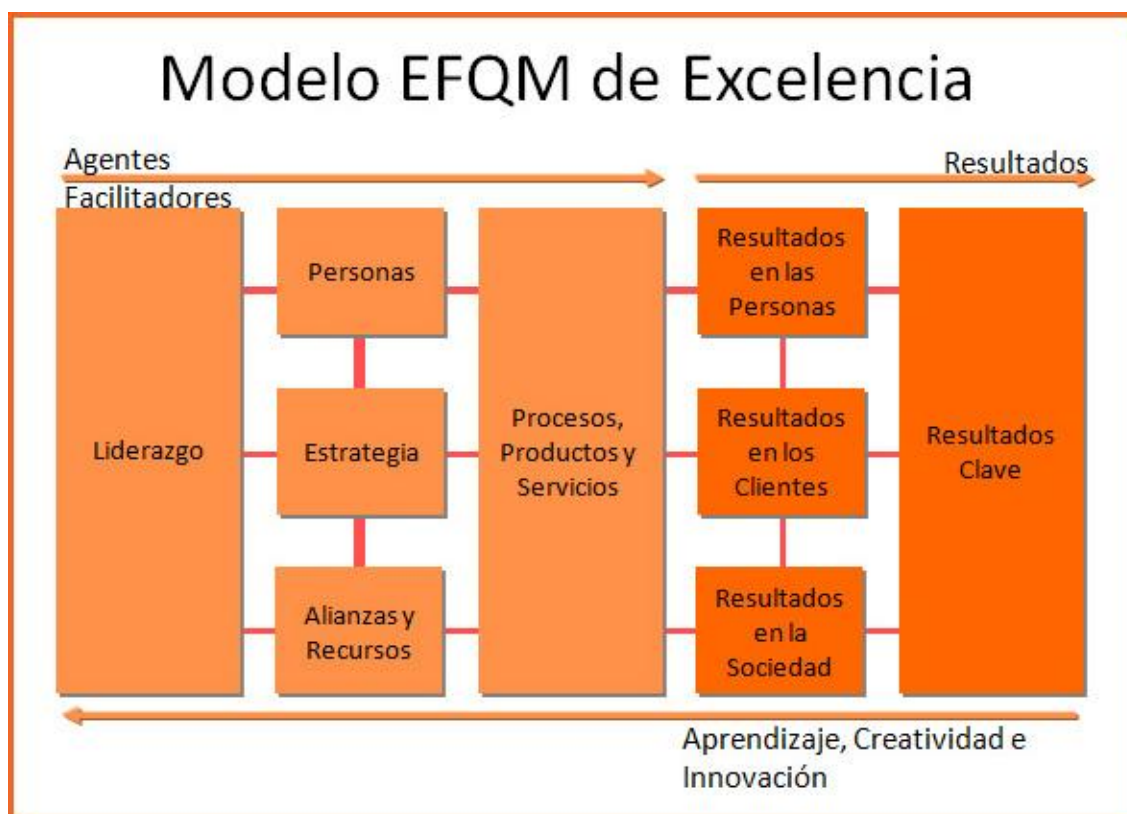 Modelo EFQM de Excelencia
Agentes
Facilitadores
Resultados
Liderazgo
Personas
Estrategia
Alianzas y
Recursos
Procesos,
Productos y
Servicios
Resultados
en las
Personas
Resultados
en los
Clientes
Resultados
en la
Sociedad
Resultados
Clave
Aprendizaje, Creatividad e
Innovación